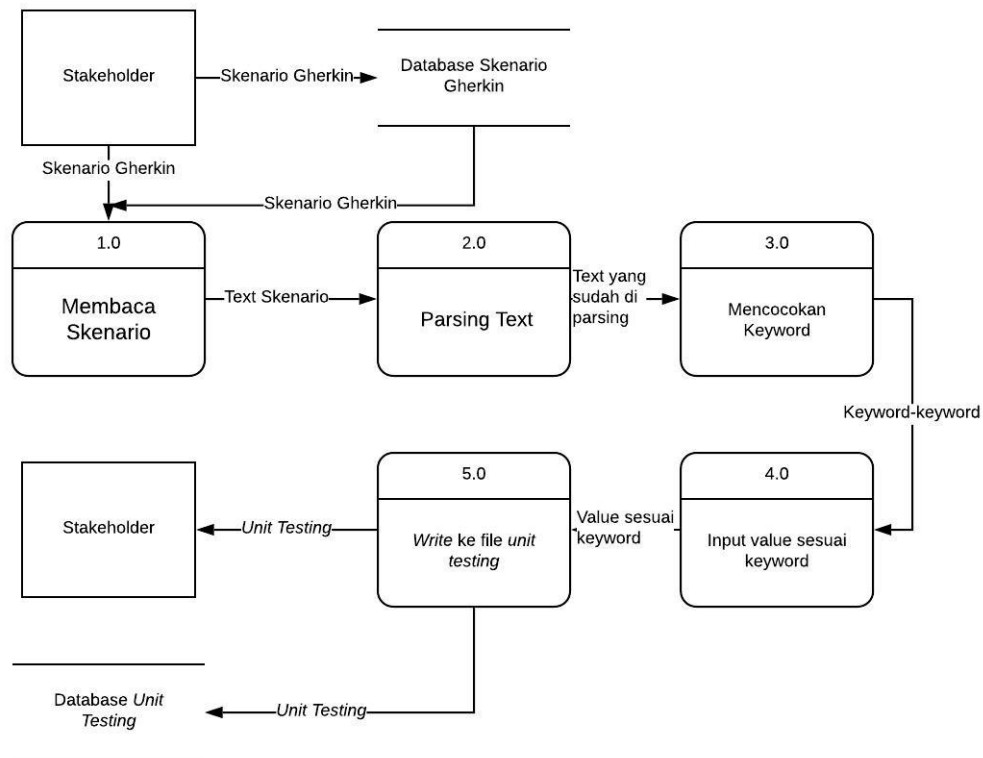 Stakeholder
Skenario Gherkin
Database Skenario
Gherkin
Skenario Gherkin
Skenario Gherkin
1.0
Membaca
Skenario
Text Skenario
2.0
Parsing Text
Text yang
sudah di
parsing
3.0
Mencocokan
Keyword
Keyword-keyword
4.0
Input value sesuai
keyword
Value sesuai
keyword
5.0
Write ke file unit
testing
Unit Testing
Stakeholder
Unit Testing
Database Unit
Testing